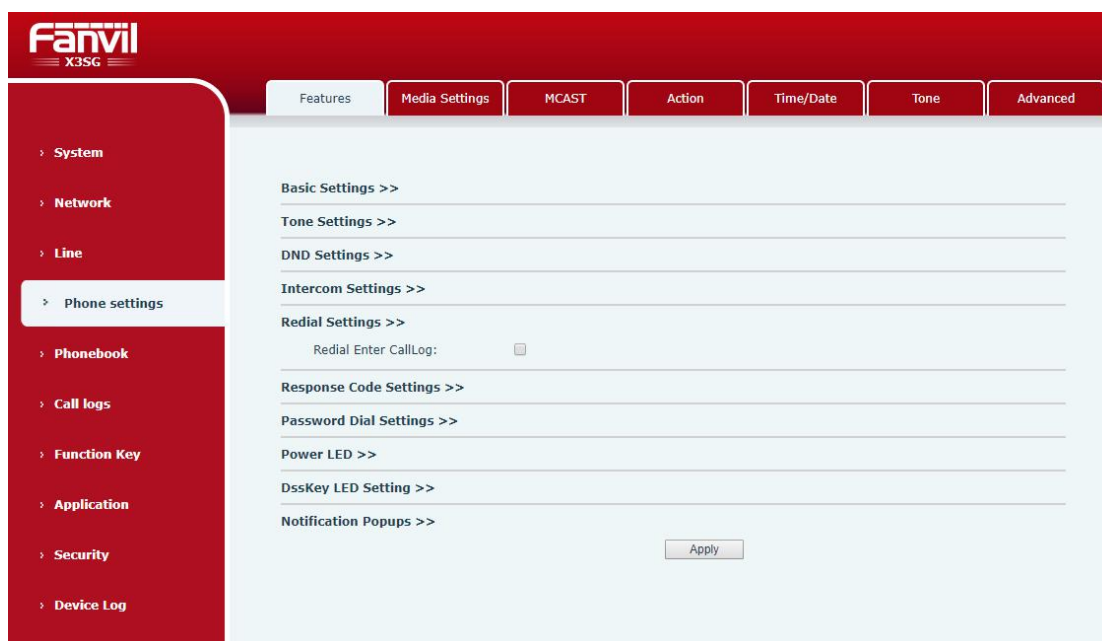 Fanvil
X3SG
Features Media Settings MCAST Action Time/Date Tone Advanced
› System
› Network
› Line
› Phone settings
› Phonebook
› Call logs
› Function Key
› Application
› Security
› Device Log
Basic Settings >>
Tone Settings >>
DND Settings >>
Intercom Settings >>
Redial Settings >>
Redial Enter CallLog:
Response Code Settings >>
Password Dial Settings >>
Power LED >>
DssKey LED Setting >>
Notification Popups >>
Apply